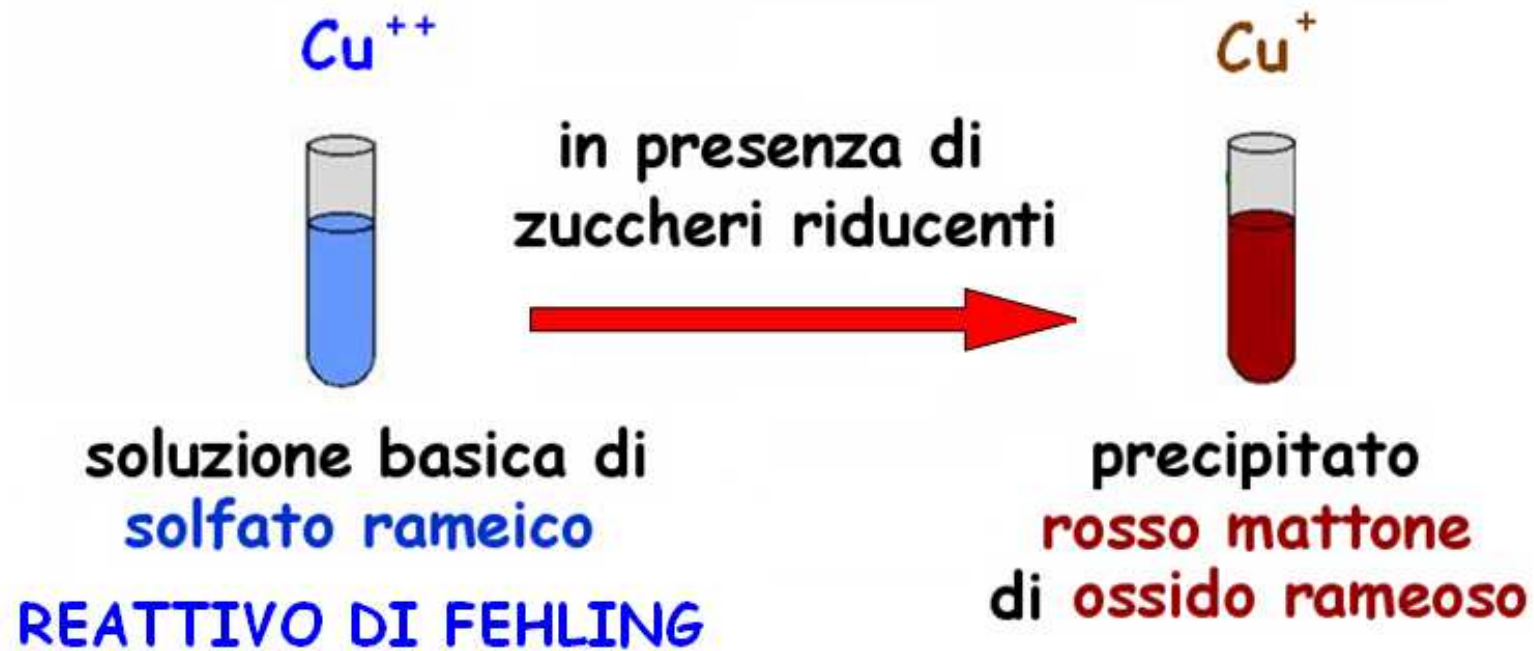 Cu++
Cu+
in presenza di
zuccheri riducenti
soluzione basica di
solfato rameico
REATTIVO DI FEHLING
precipitato
rosso mattone
di ossido rameoso